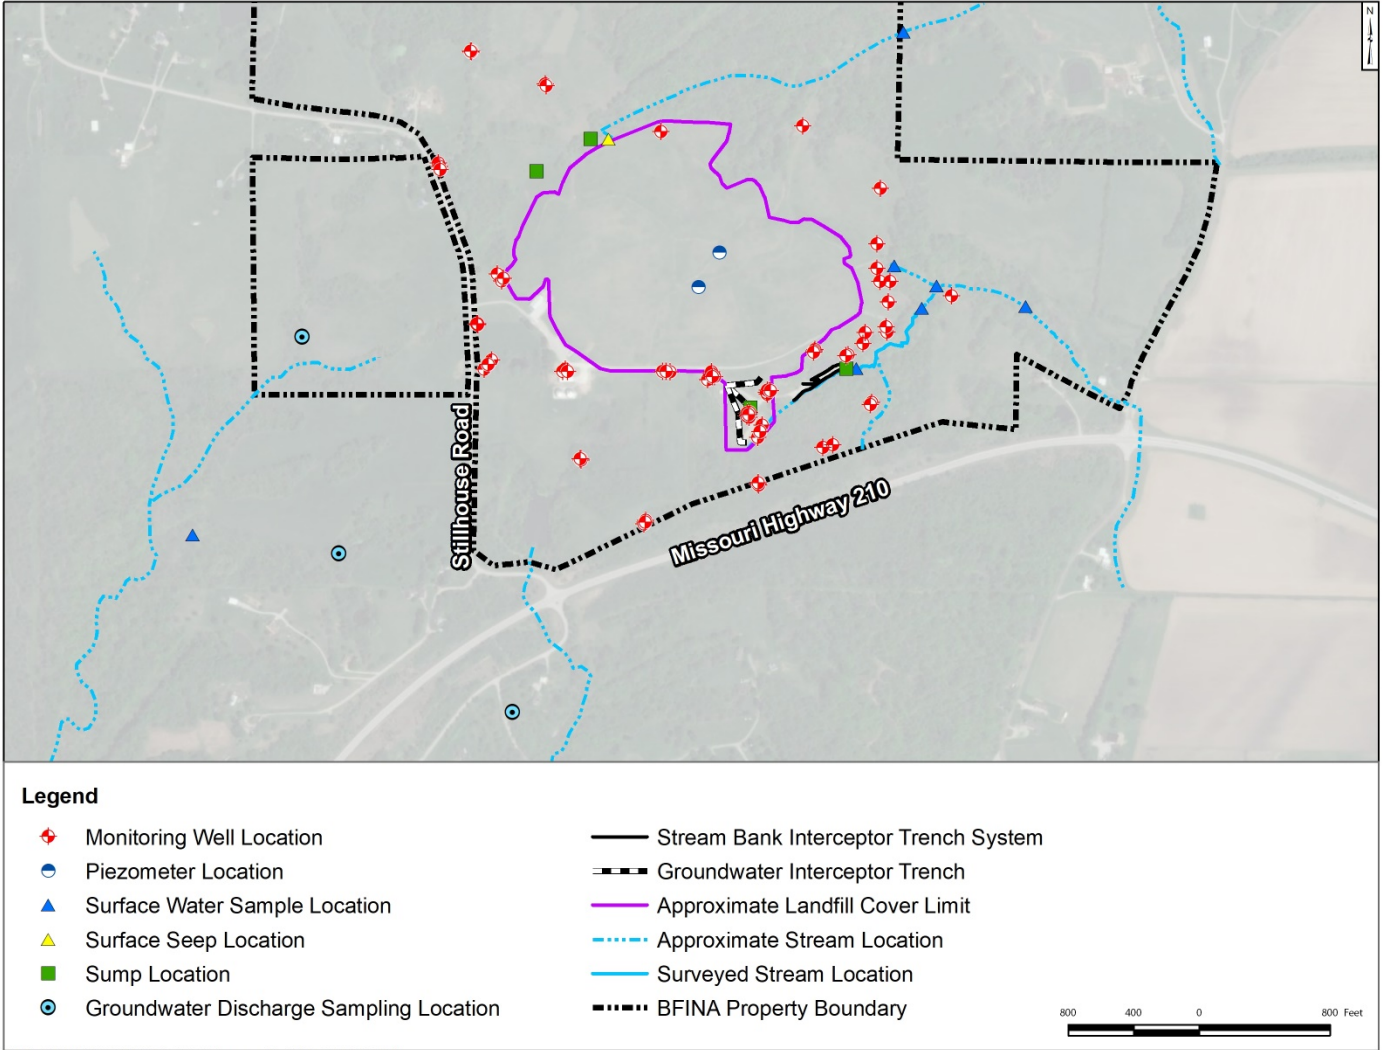 N
Stillhouse Road
Missouri Highway 210
Legend
Monitoring Well Location
Piezometer Location
Surface Water Sample Location
Surface Seep Location
Sump Location
Groundwater Discharge Sampling Location
Stream Bank Interceptor Trench System
Groundwater Interceptor Trench
Approximate Landfill Cover Limit
Approximate Stream Location
Surveyed Stream Location
BFINA Property Boundary
800 400 0 800 Feet